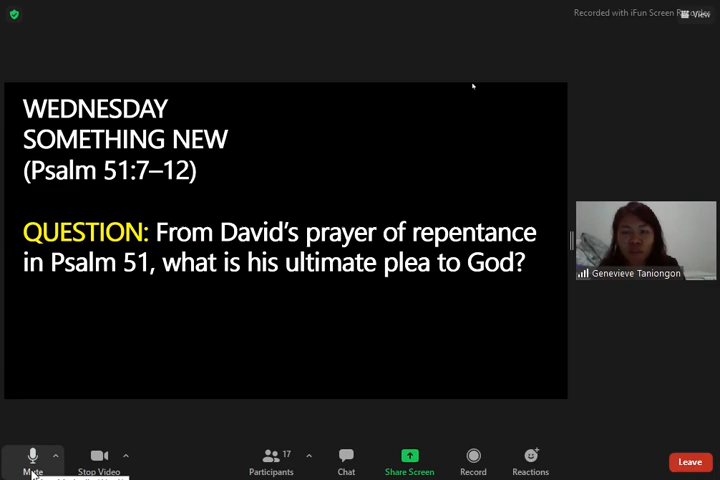 Recorded with iFun Screen
View
WEDNESDAY
SOMETHING NEW
(Psalm 51:7–12)
QUESTION: From David’s prayer of repentance
in Psalm 51, what is his ultimate plea to God?
Genevieve Taniongon
Mute
Stop Video
Participants
17
Chat
Share Screen
Record
Reactions
Leave